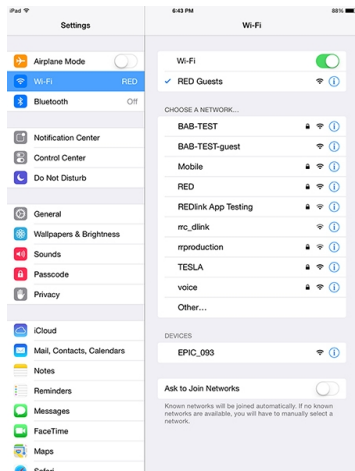 iPad
6:43 PM
88%
Settings
Wi-Fi
Airplane Mode
Wi-Fi RED
Bluetooth Off
Notification Center
Control Center
Do Not Disturb
General
Wallpapers & Brightness
Sounds
Passcode
Privacy
iCloud
Mail, Contacts, Calendars
Notes
Reminders
Messages
FaceTime
Maps
Safari
Wi-Fi
RED Guests
CHOOSE A NETWORK...
BAB-TEST
BAB-TEST-guest
Mobile
RED
REDlink App Testing
rrc_dlink
rrproduction
TESLA
voice
Other...
DEVICES
EPIC_093
Ask to Join Networks
Known networks will be joined automatically. If no known
networks are available, you will have to manually select a
network.